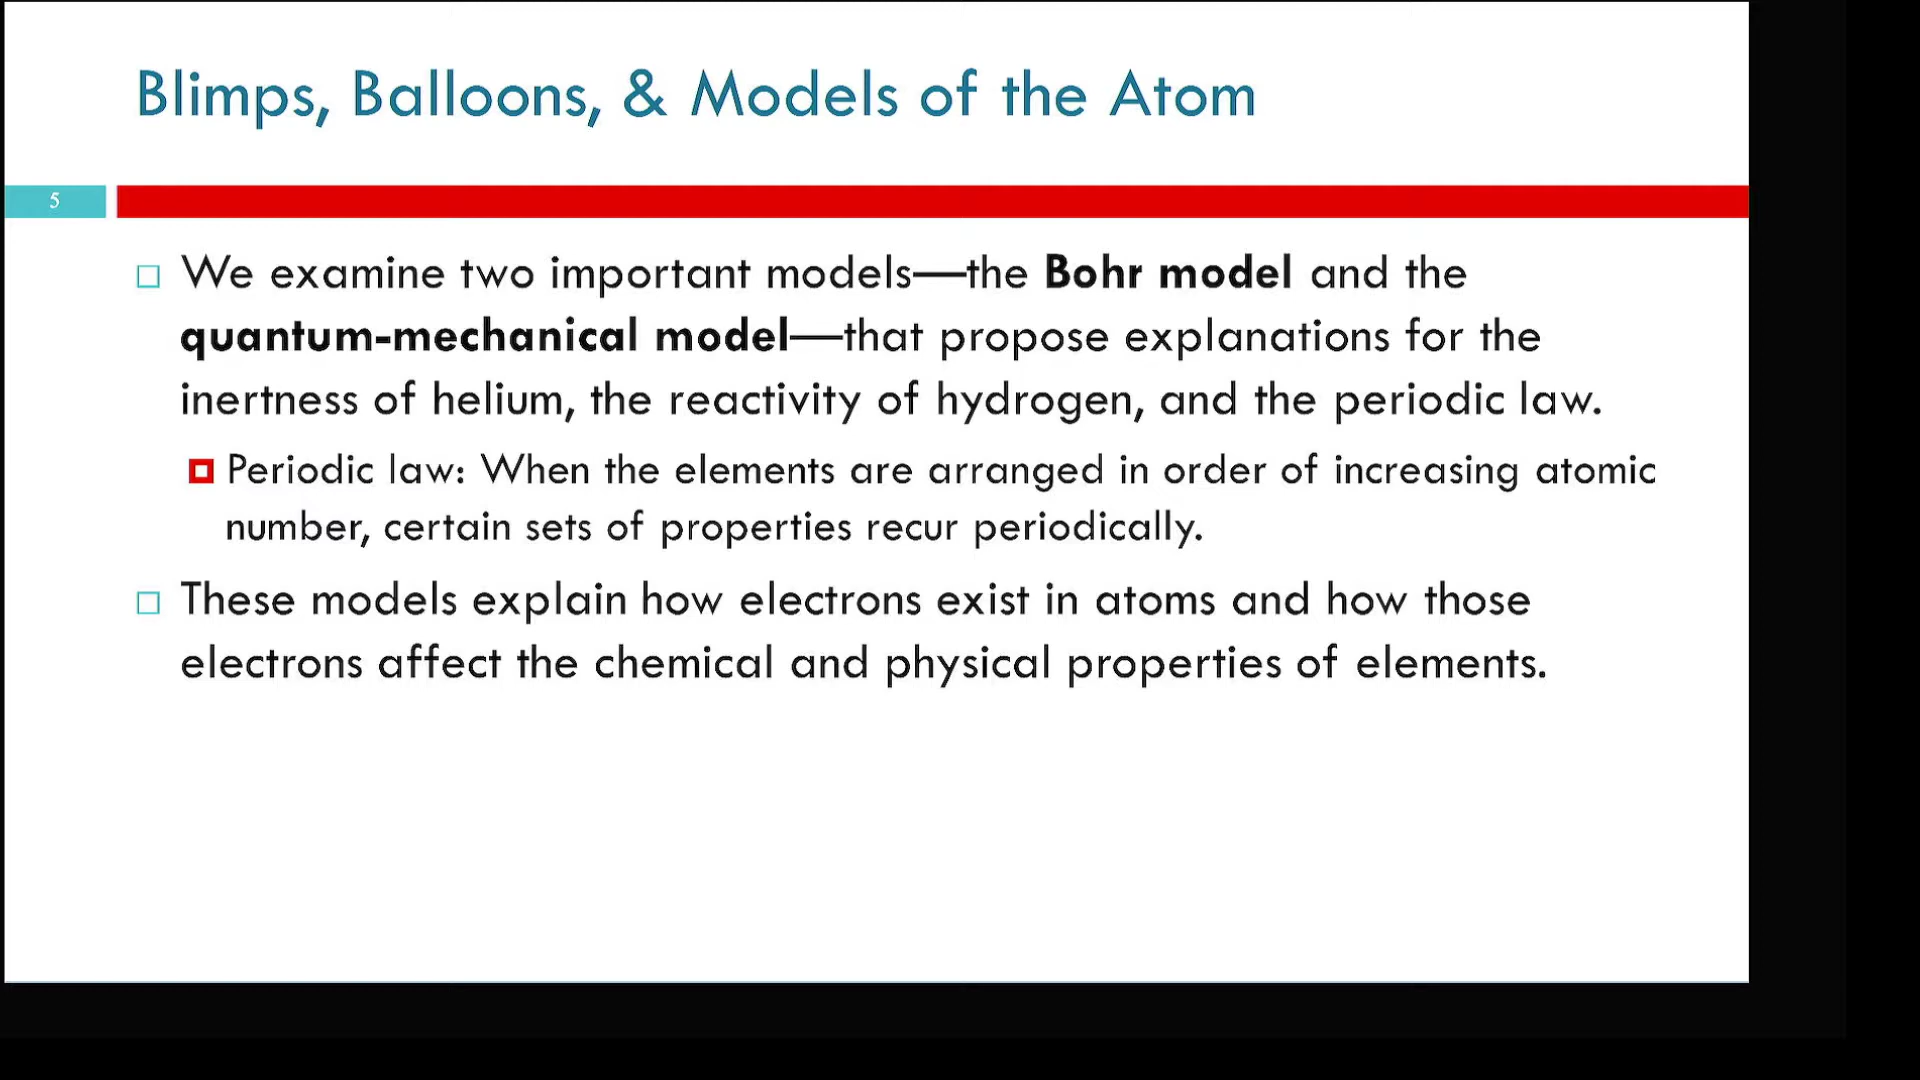 Blimps, Balloons, & Models of the Atom
5
We examine two important models—the Bohr model and the
quantum-mechanical model—that propose explanations for the
inertness of helium, the reactivity of hydrogen, and the periodic law.
Periodic law: When the elements are arranged in order of increasing atomic
number, certain sets of properties recur periodically.
These models explain how electrons exist in atoms and how those
electrons affect the chemical and physical properties of elements.